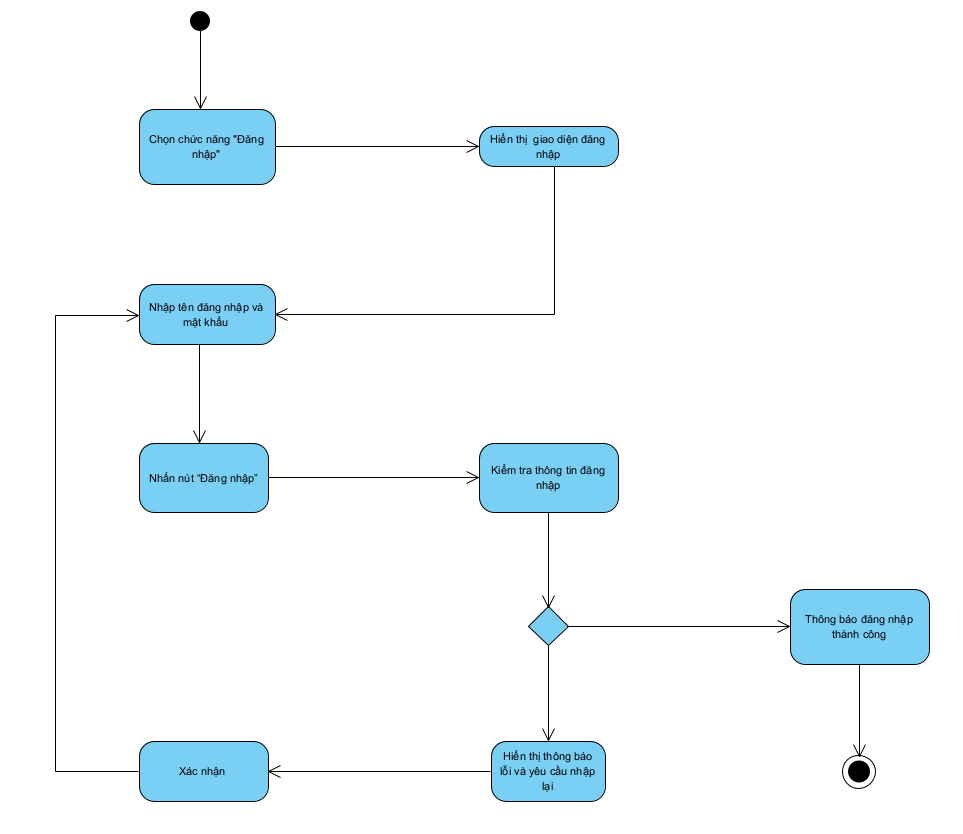 Chọn chức năng "Đăng
nhập"
Hiển thị giao diện đăng
nhập
Nhập tên đăng nhập và
mật khẩu
Nhấn nút “Đăng nhập”
Kiểm tra thông tin đăng
nhập
Thông báo đăng nhập
thành công
Hiển thị thông báo
lỗi và yêu cầu nhập
lại
Xác nhận